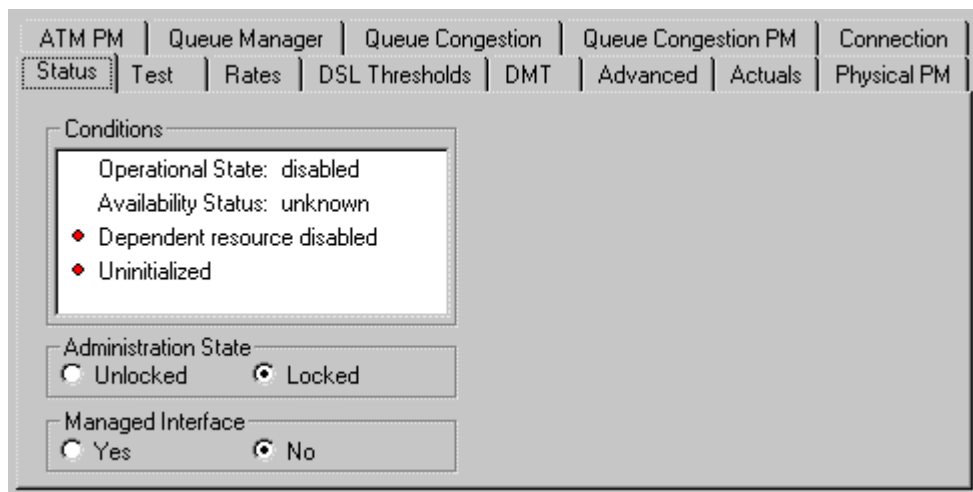 ATM PM Queue Manager Queue Congestion Queue Congestion PM Connection
Status Test Rates DSL Thresholds DMT Advanced Actuals Physical PM
Conditions
Operational State: disabled
Availability Status: unknown
Dependent resource disabled
Uninitialized
Administration State
Unlocked Locked
Managed Interface
Yes No